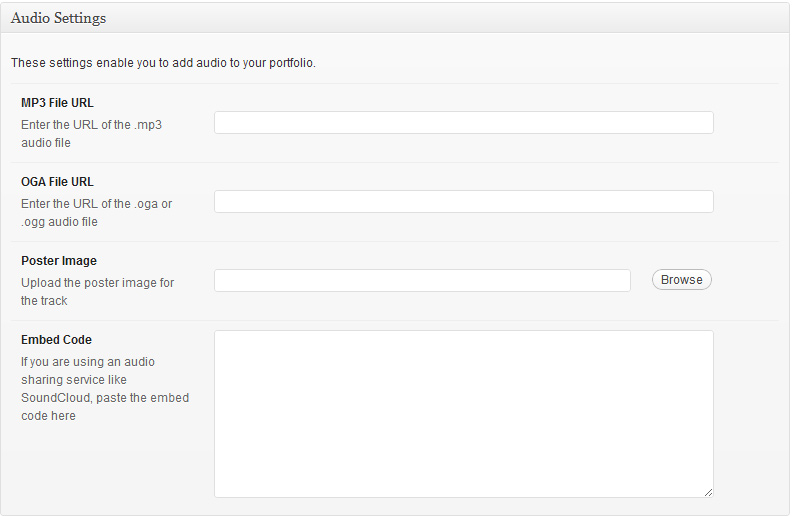 Audio Settings
These settings enable you to add audio to your portfolio.
MP3 File URL
Enter the URL of the .mp3
audio file
OGA File URL
Enter the URL of the .oga or
.ogg audio file
Poster Image
Upload the poster image for
the track
Browse
Embed Code
If you are using an audio
sharing service like
SoundCloud, paste the embed
code here